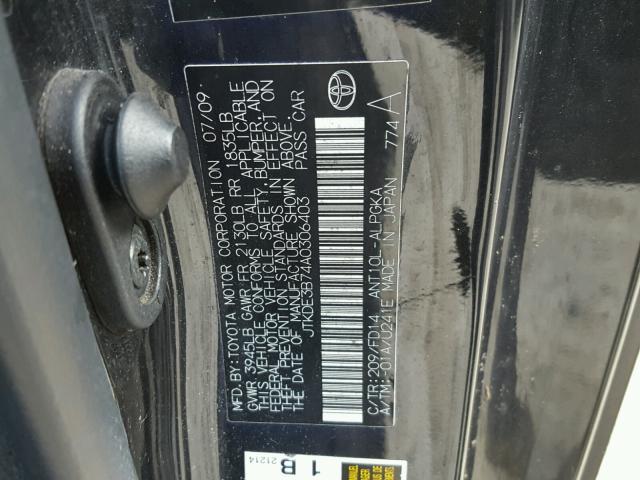 MFD. BY: TOYOTA MOTOR CORPORATION 07/09
GVWR 3945LB GAWR FR 2130LB RR 1835LB
THIS VEHICLE CONFORMS TO ALL APPLICABLE
FEDERAL MOTOR VEHICLE SAFETY, BUMPER, AND
THEFT PREVENTION STANDARDS IN EFFECT ON
THE DATE OF MANUFACTURE SHOWN ABOVE.
JTKDE3B74A0306403 PASS CAR
C/TR: 209/FD14 ANT10L-ALPGKA
A/TM: -01A/U241E MADE IN JAPAN 774 A
21214
1B